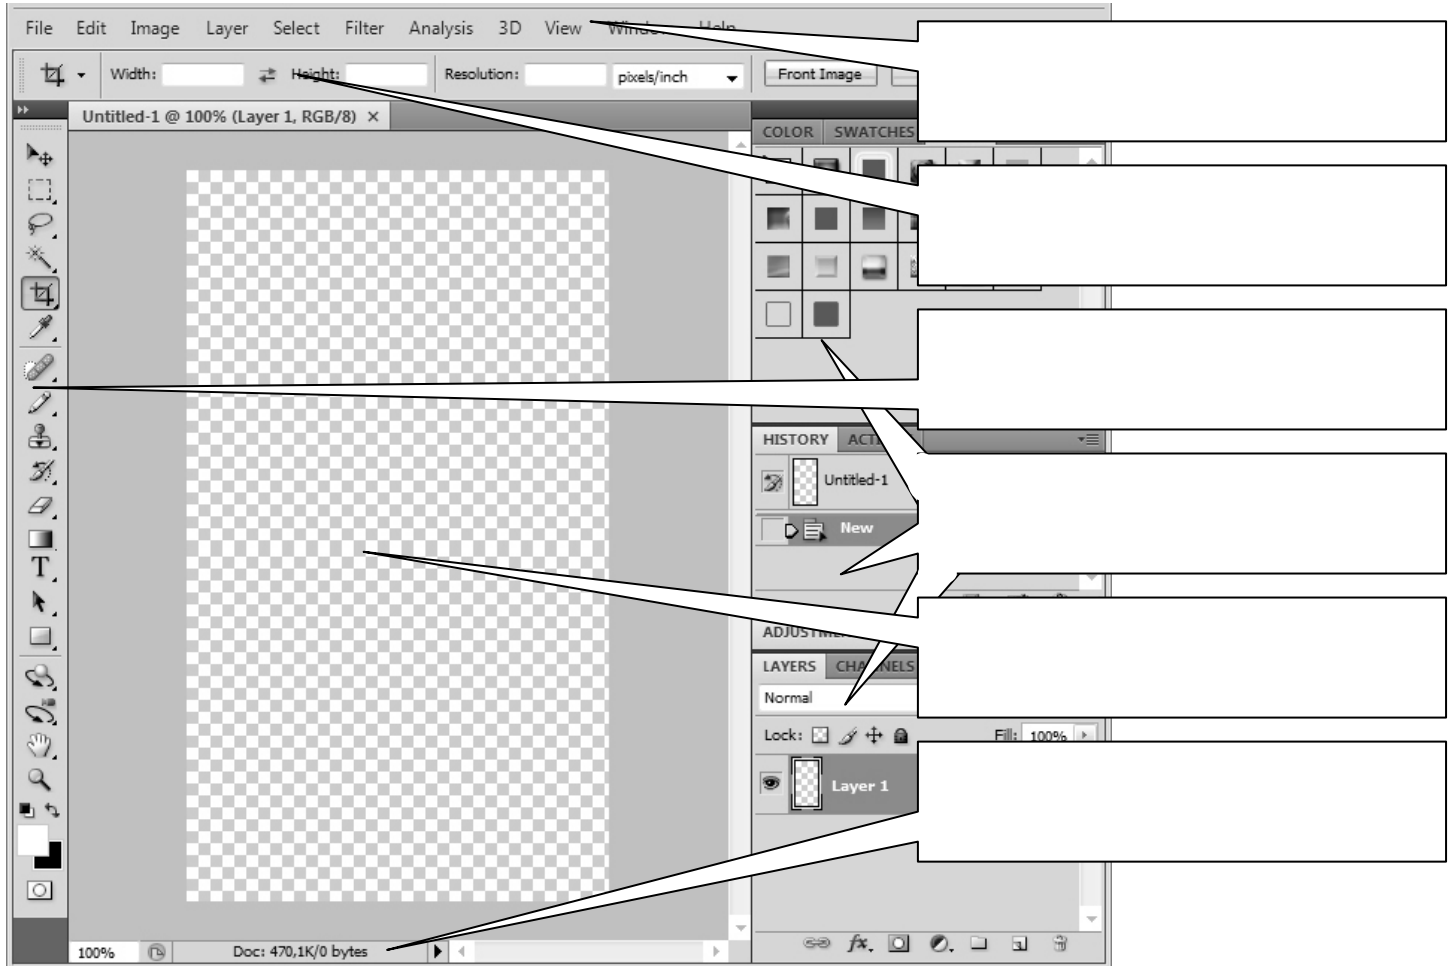 File Edit Image Layer Select Filter Analysis 3D View
Width: Height: Resolution: pixels/inch Front Image
Untitled-1 @ 100% (Layer 1, RGB/8) ×
COLOR SWATCHES
HISTORY
Untitled-1
New
LAYERS CHANNELS
Normal
Lock: Fill: 100%
Layer 1
T
fx.
100% Doc: 470,1K/0 bytes